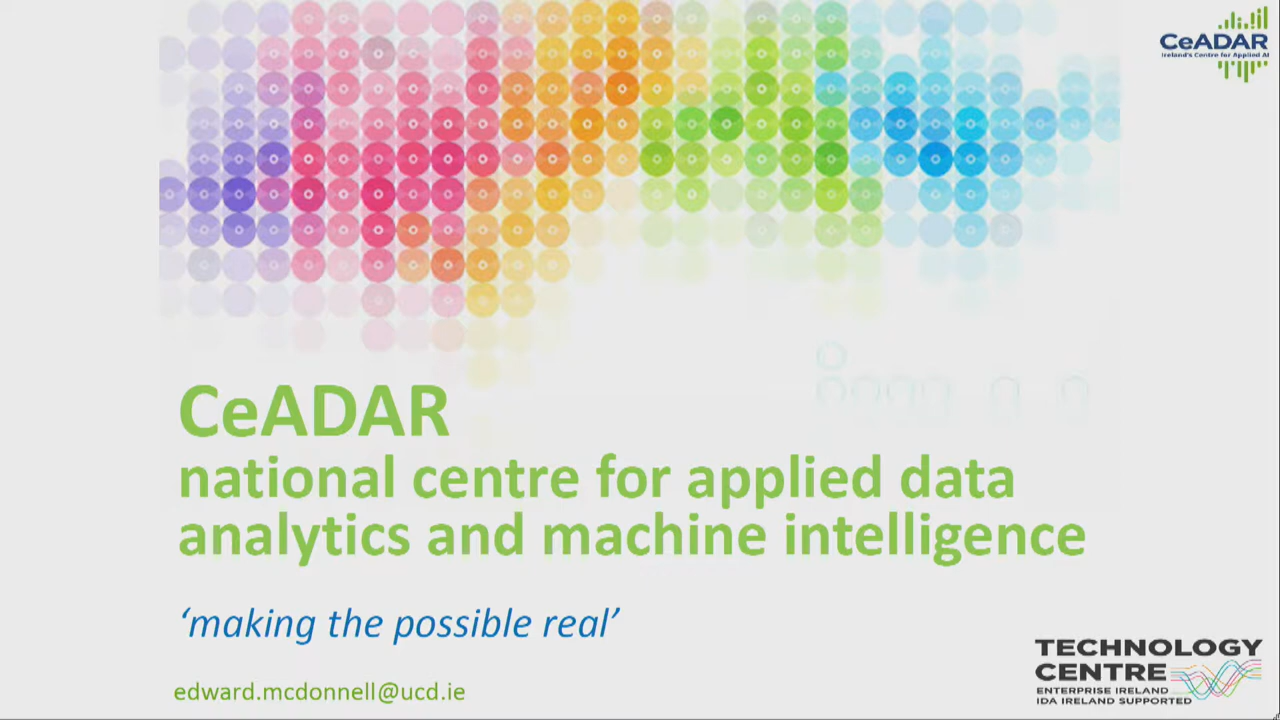 CeADAR
Ireland's Centre for Applied AI
CeADAR
national centre for applied data
analytics and machine intelligence
‘making the possible real’
edward.mcdonnell@ucd.ie
TECHNOLOGY
CENTRE
ENTERPRISE IRELAND
IDA IRELAND SUPPORTED